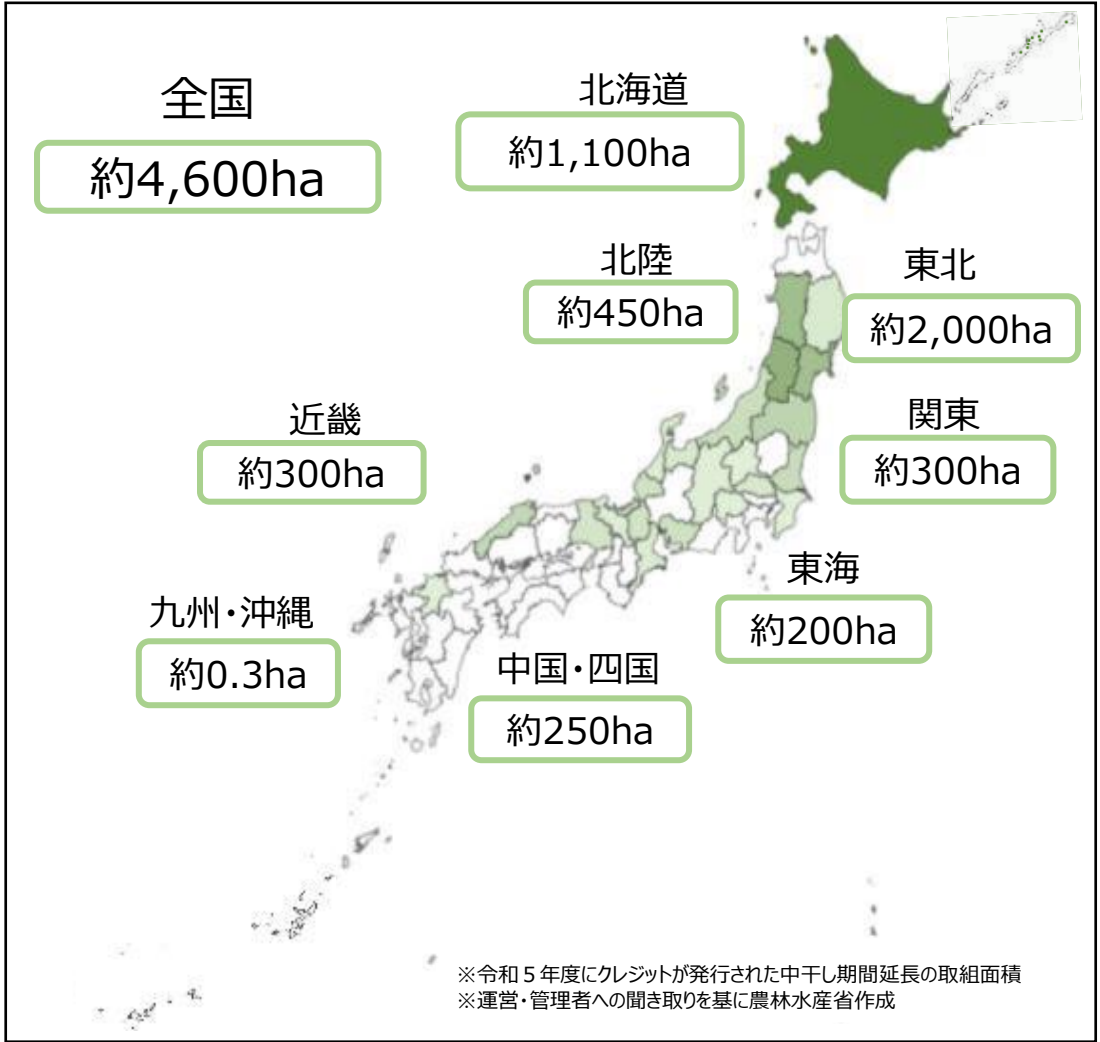 全国
約4,600ha
北海道
約1,100ha
北陸
約450ha
東北
約2,000ha
近畿
約300ha
関東
約300ha
東海
約200ha
九州・沖縄
約0.3ha
中国・四国
約250ha
※令和５年度にクレジットが発行された中干し期間延長の取組面積
※運営・管理者への聞き取りを基に農林水産省作成